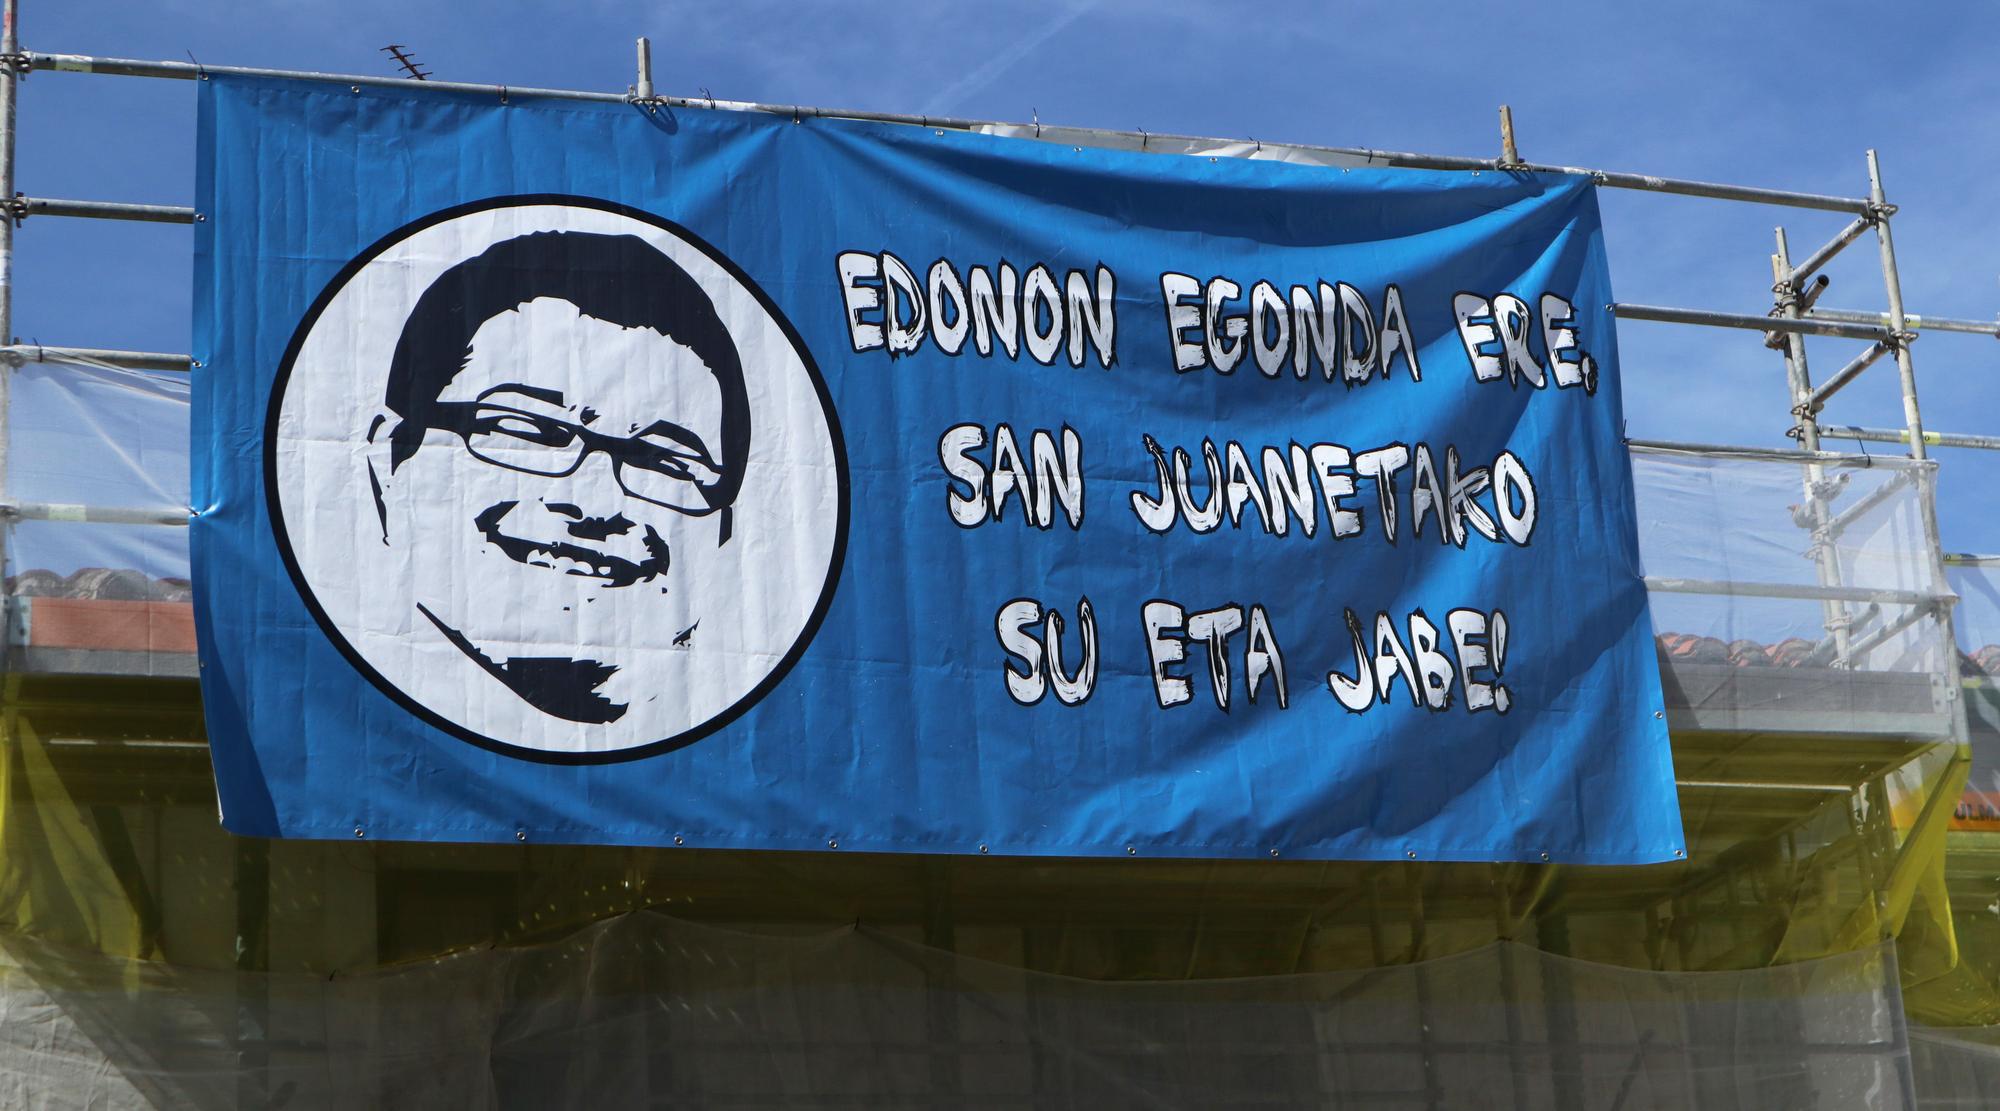 EDONON EGONDA ERE,
SAN JUANETAKO
SU ETA JABE!